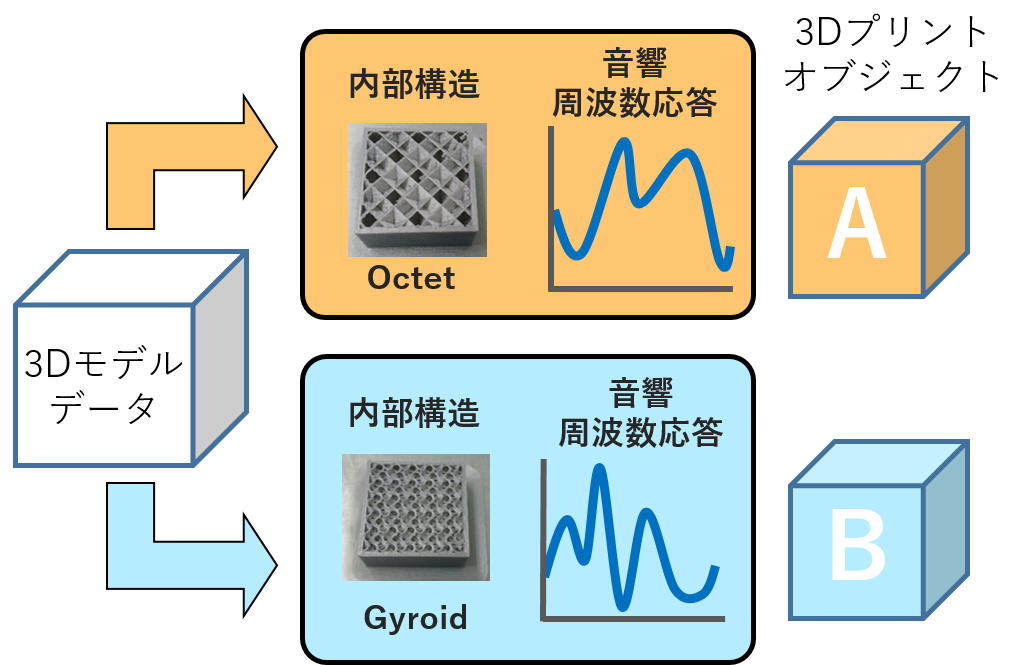 3Dプリント
オブジェクト
内部構造
音響
周波数応答
Octet
A
3Dモデル
データ
内部構造
音響
周波数応答
Gyroid
B